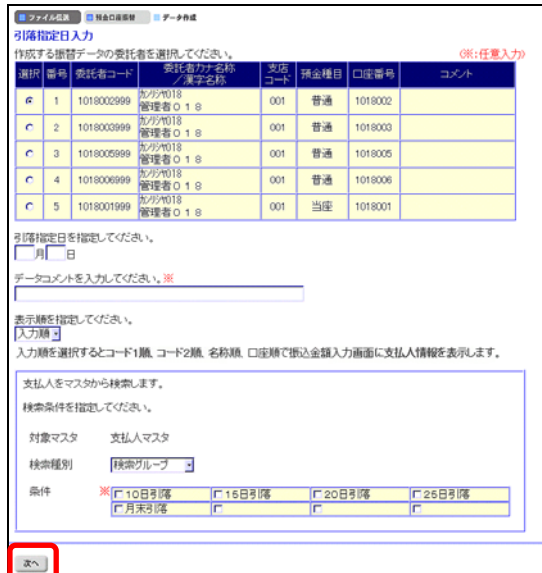 ファイル伝送 預金口座振替 データ作成
引落指定日入力
作成する振替データの委託者を選択してください。 (※:任意入力)
選択 番号 委託者コード 委託者カナ名称/漢字名称 支店コード 預金種目 口座番号 コメント
1 1018002999 ｶﾝﾘｼﾔ018 001 普通 1018002
管理者０１８
2 1018003999 ｶﾝﾘｼﾔ018 001 普通 1018003
管理者０１８
3 1018005999 ｶﾝﾘｼﾔ018 001 普通 1018005
管理者０１８
4 1018006999 ｶﾝﾘｼﾔ018 001 普通 1018006
管理者０１８
5 1018001999 ｶﾝﾘｼﾔ018 001 当座 1018001
管理者０１８
引落指定日を指定してください。
月 日
データコメントを入力してください。※
表示順を指定してください。
入力順
入力順を選択するとコード1順、コード2順、名称順、口座順で振込金額入力画面に支払人情報を表示します。
支払人をマスタから検索します。
検索条件を指定してください。
対象マスタ 支払人マスタ
検索種別 検索グループ
条件 ※ 10日引落 15日引落 20日引落 25日引落
月末引落
次へ